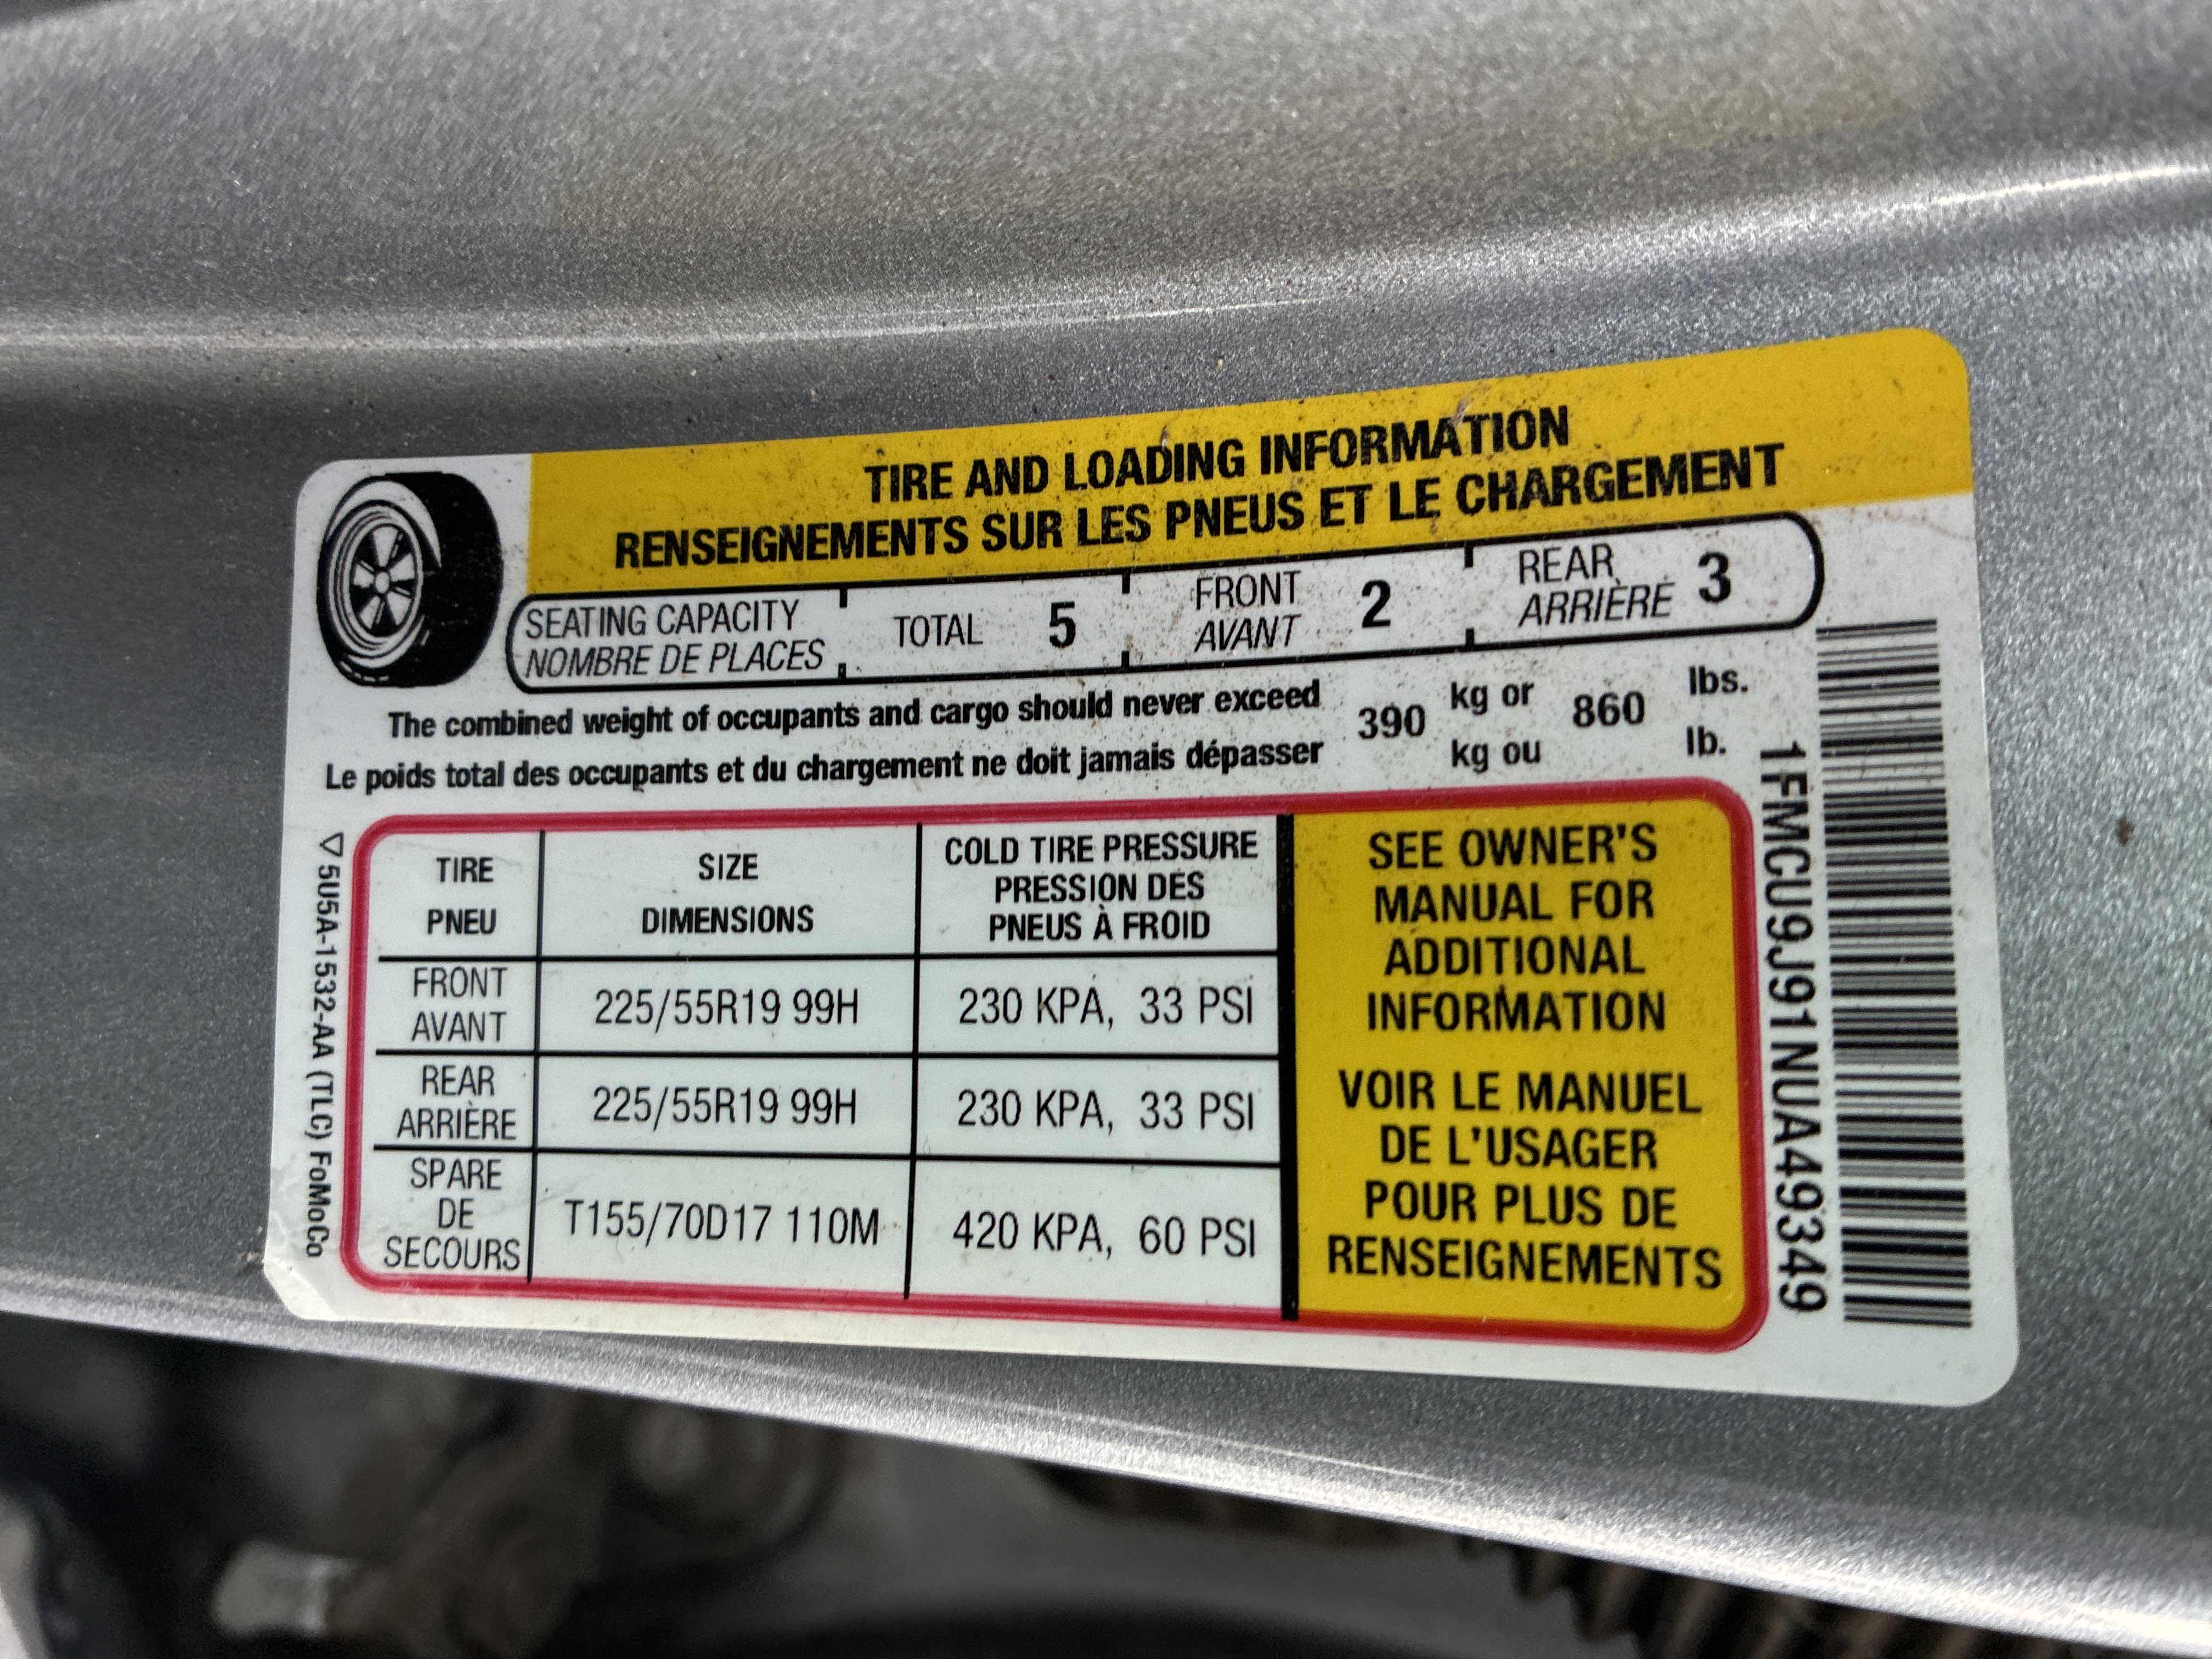 TIRE AND LOADING INFORMATION
RENSEIGNEMENTS SUR LES PNEUS ET LE CHARGEMENT
SEATING CAPACITY
NOMBRE DE PLACES
TOTAL 5
FRONT
AVANT
2
REAR
ARRIÈRE
3
The combined weight of occupants and cargo should never exceed
Le poids total des occupants et du chargement ne doit jamais dépasser
390
kg or
kg ou
860
lbs.
lb.
TIRE
PNEU
SIZE
DIMENSIONS
COLD TIRE PRESSURE
PRESSION DES
PNEUS À FROID
FRONT
AVANT
225/55R19 99H
230 KPA, 33 PSI
REAR
ARRIÈRE
225/55R19 99H
230 KPA, 33 PSI
SPARE
DE
SECOURS
T155/70D17 110M
420 KPA, 60 PSI
SEE OWNER'S
MANUAL FOR
ADDITIONAL
INFORMATION
VOIR LE MANUEL
DE L'USAGER
POUR PLUS DE
RENSEIGNEMENTS
1FMCU9J91NUA49349
5U5A-1532-AA (TLC) FoMoCo